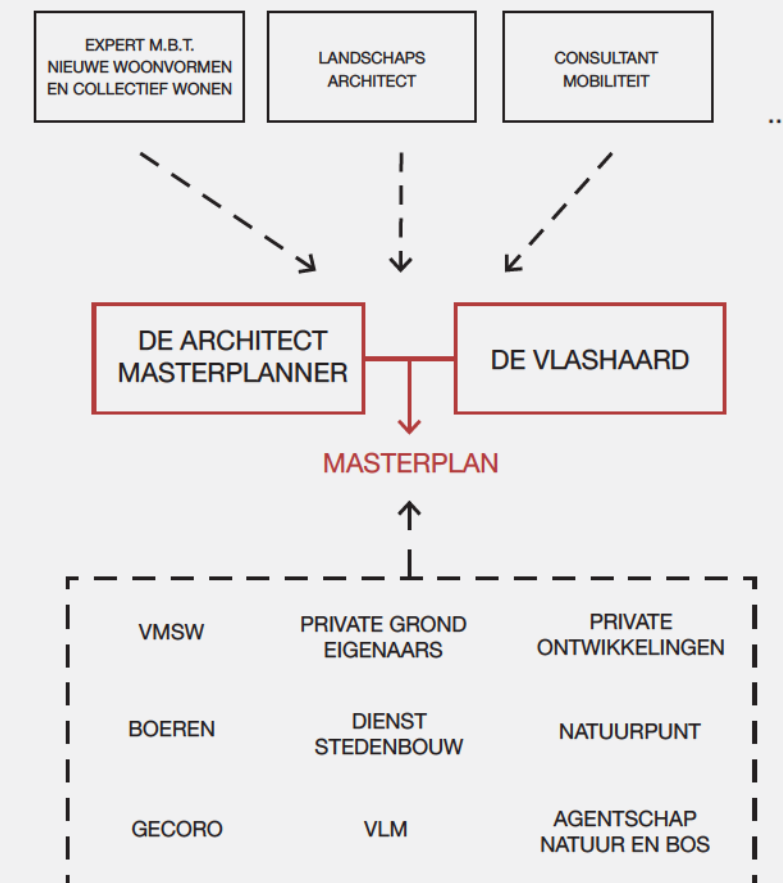 EXPERT M.B.T.
NIEUWE WOONVORMEN
EN COLLECTIEF WONEN
LANDSCHAPS
ARCHITECT
CONSULTANT
MOBILITEIT
..
DE ARCHITECT
MASTERPLANNER
DE VLASHAARD
MASTERPLAN
VMSW
PRIVATE GROND
EIGENAARS
PRIVATE
ONTWIKKELINGEN
BOEREN
DIENST
STEDENBOUW
NATUURPUNT
GECORO
VLM
AGENTSCHAP
NATUUR EN BOS